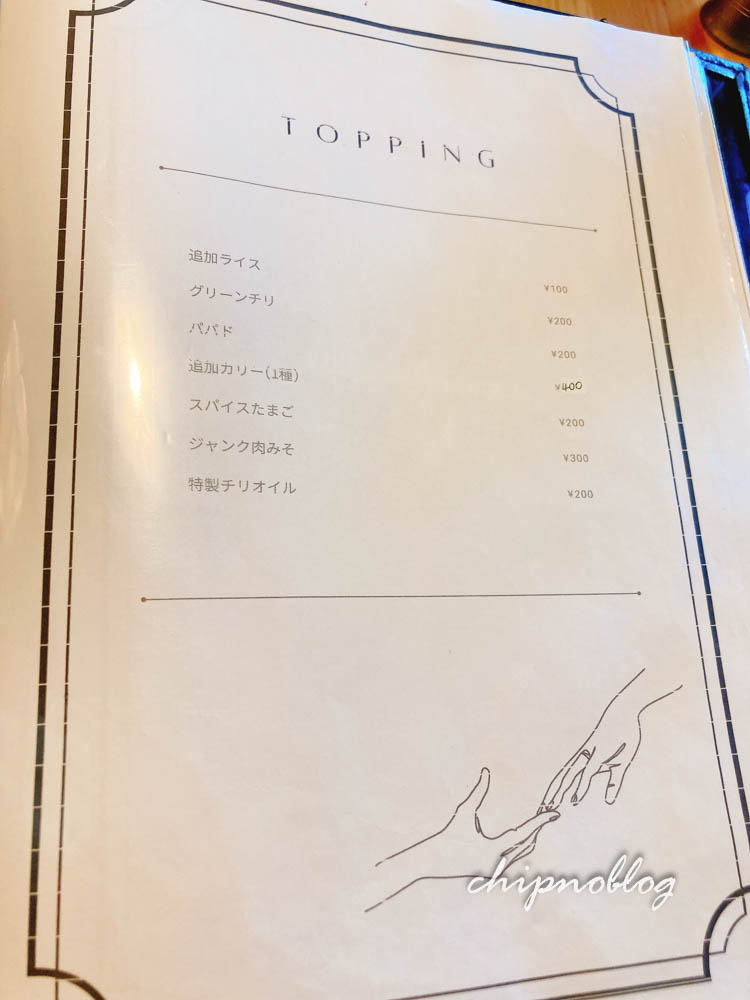 TOPPiNG
追加ライス ¥100
グリーンチリ ¥200
パパド ¥200
追加カリー(1種) ¥400
スパイスたまご ¥200
ジャンク肉みそ ¥300
特製チリオイル ¥200
chipnoblog